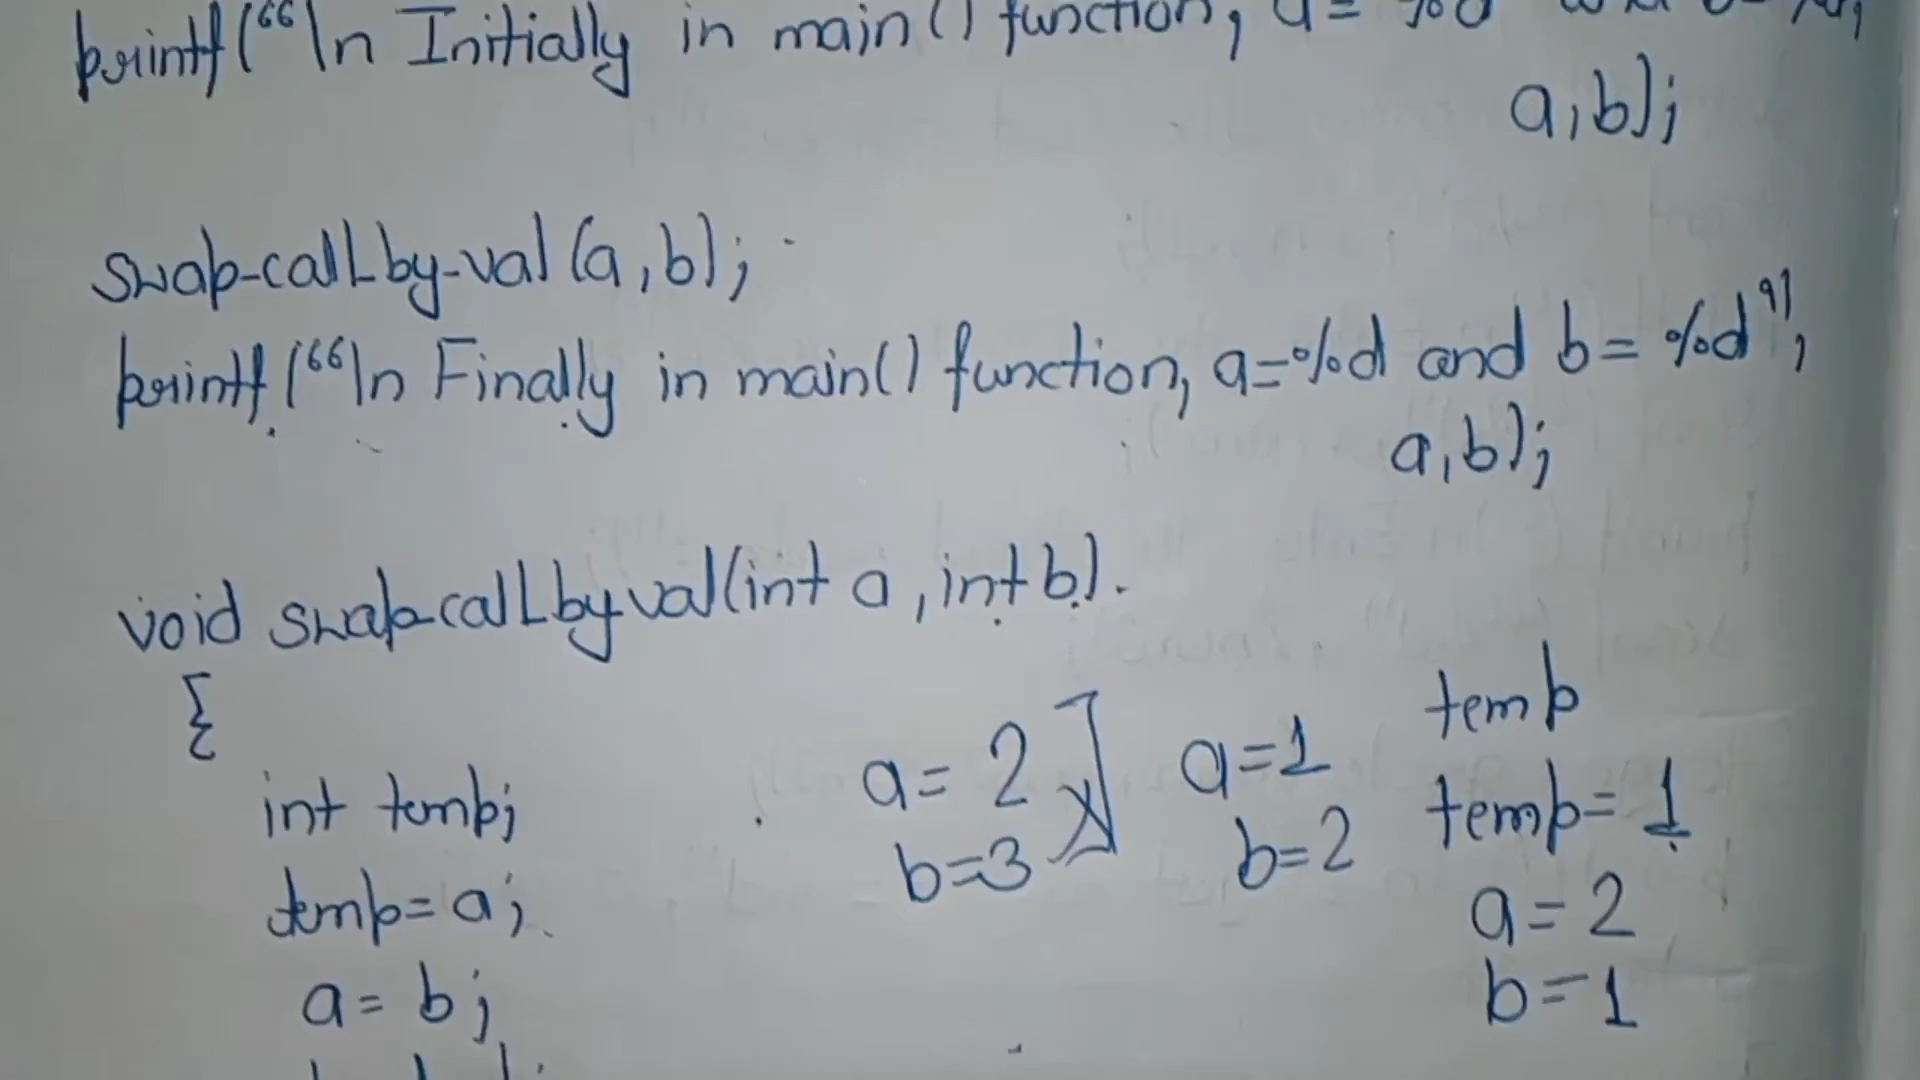 printf("\n Initially in main() function, a= %d
a,b);
swap-call-by-val (a,b);
printf ("\n Finally in main() function, a=%d and b= %d",
a,b);
void swap-call-by val(int a, int b).
{
int temp;
temp= a;
a= b;
a= 2
b=3
a=1
b=2
temp
temp= 1
a= 2
b=1